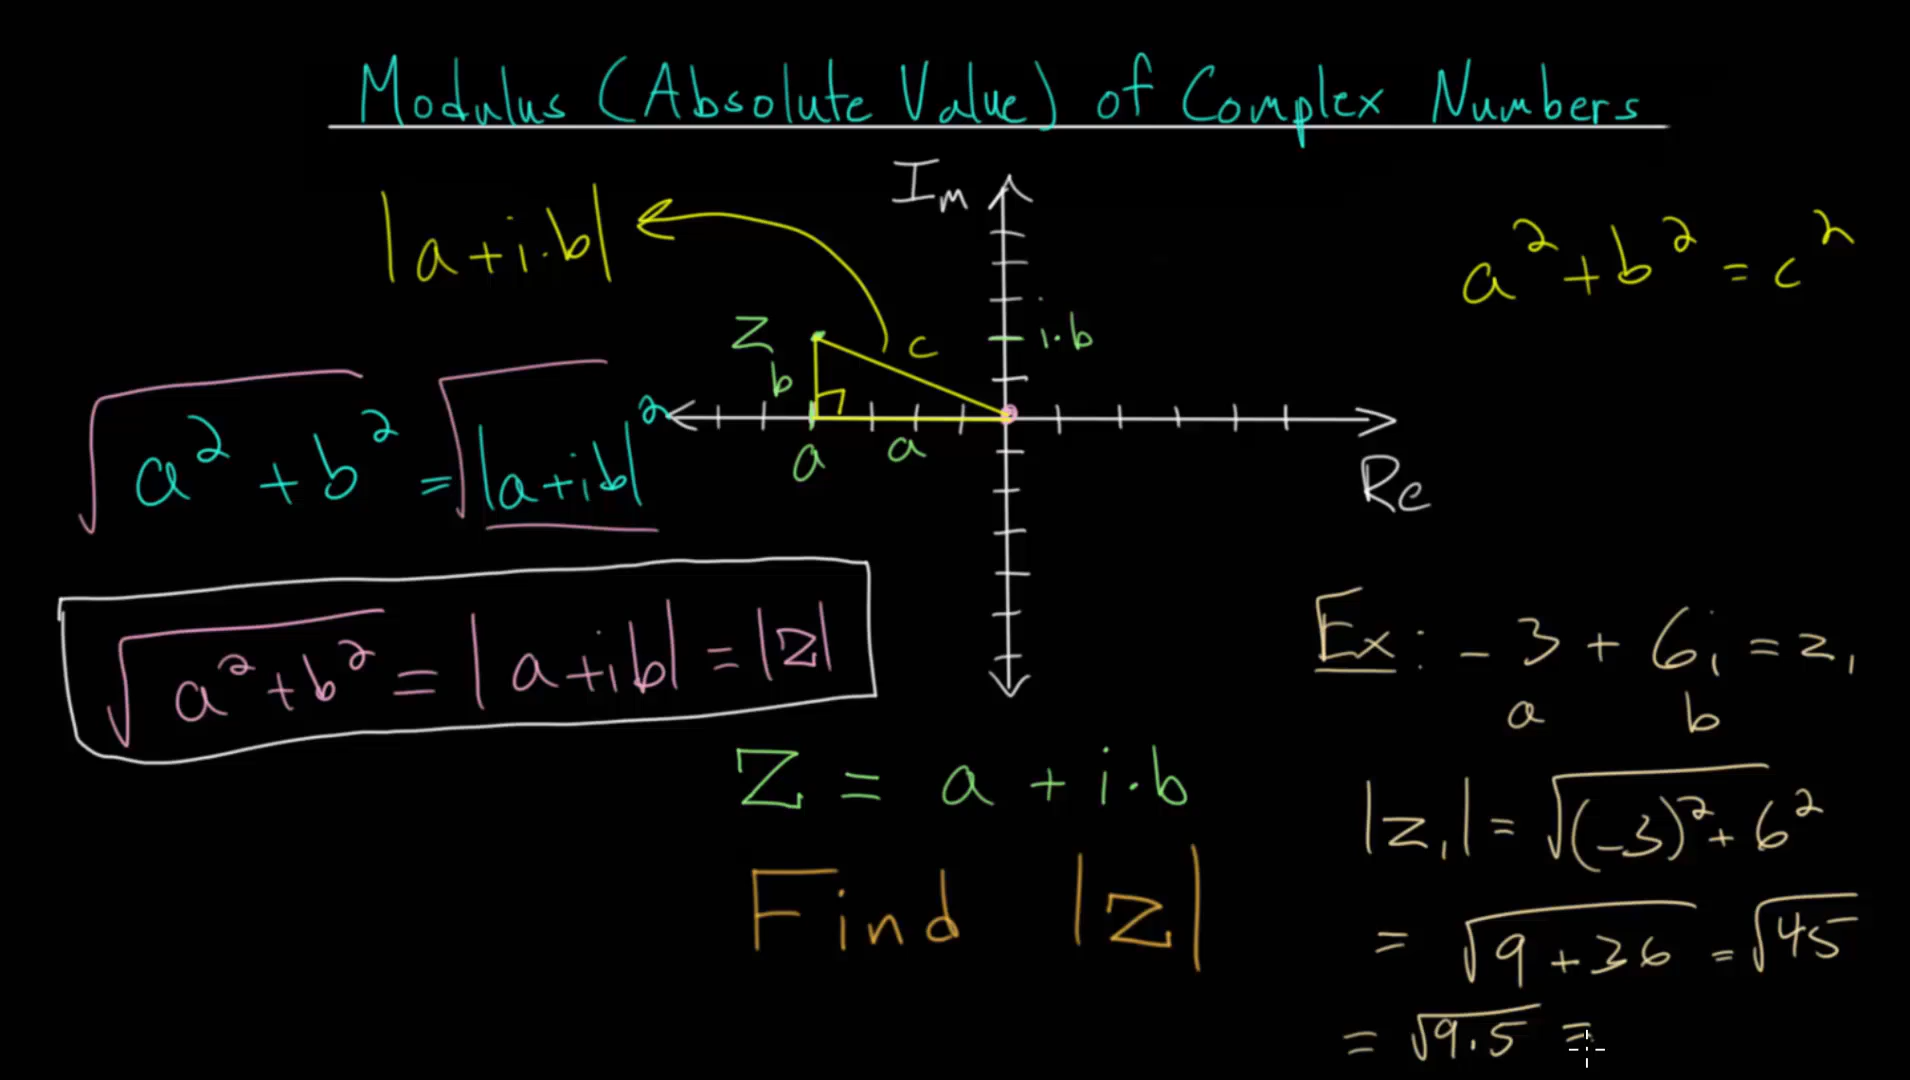 Modulus (Absolute Value) of Complex Numbers
Im
|a+i·b|
a²+b²=c²
z
c
i·b
b
a
a
Re
√a²+b² = √|a+ib|²
√a²+b² = |a+ib| = |z|
Ex: -3 + 6i = z₁
a b
z = a + i·b
|z₁| = √(-3)²+6²
Find |z|
= √9+36 = √45
= √9.5 =